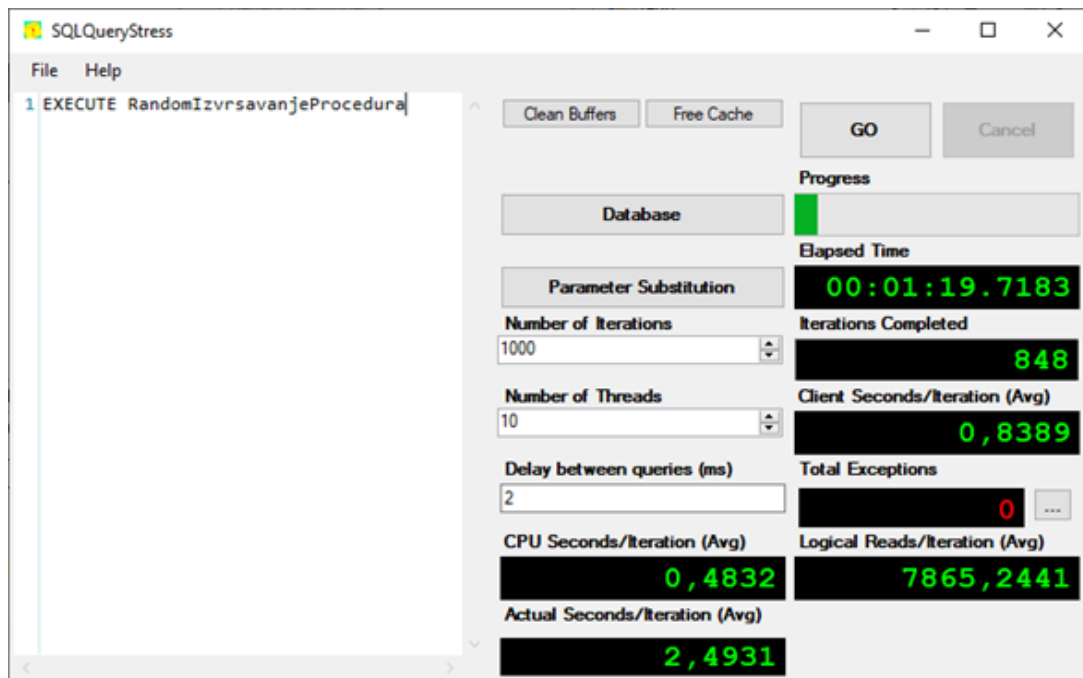 SQLQueryStress
File Help
1 EXECUTE RandomIzvrsavanjeProcedura
Clean Buffers Free Cache
GO Cancel
Progress
Database
Elapsed Time
00:01:19.7183
Parameter Substitution
Number of Iterations
1000
Iterations Completed
848
Number of Threads
10
Client Seconds/Iteration (Avg)
0,8389
Delay between queries (ms)
2
Total Exceptions
0 ...
CPU Seconds/Iteration (Avg)
0,4832
Logical Reads/Iteration (Avg)
7865,2441
Actual Seconds/Iteration (Avg)
2,4931